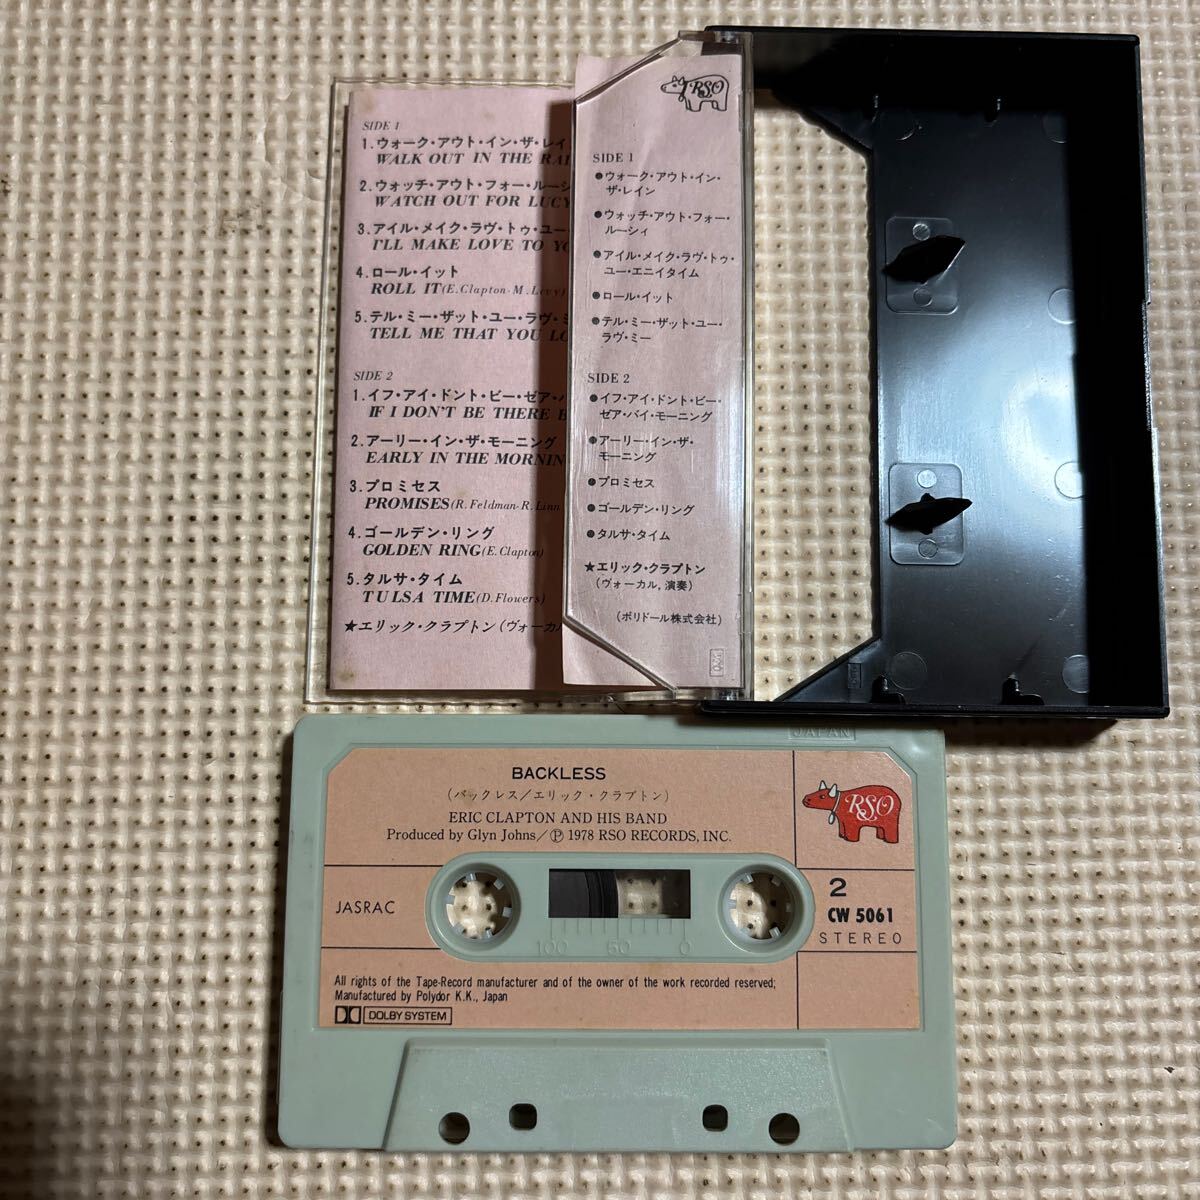 SIDE 1
1.ウォーク・アウト・イン・ザ・レイ
WALK OUT IN THE RAI
2.ウォッチ・アウト・フォー・ルーシ
WATCH OUT FOR LUCY
3.アイル・メイク・ラヴ・トゥ・ユー・
I'LL MAKE LOVE TO YO
4.ロール・イット
ROLL IT(E.Clapton-M.Levy)
5.テル・ミー・ザット・ユー・ラヴ・ミ
TELL ME THAT YOU LO
SIDE 2
1.イフ・アイ・ドント・ビー・ゼア・バ
IF I DON'T BE THERE B
2.アーリー・イン・ザ・モーニング
EARLY IN THE MORNIN
3.プロミセス
PROMISES(R.Feldman-R.Linn
4.ゴールデン・リング
GOLDEN RING(E.Clapton)
5.タルサ・タイム
TULSA TIME(D.Flowers)
★エリック・クラプトン(ヴォーカル
RSO
SIDE 1
●ウォーク・アウト・イン・
ザ・レイン
●ウォッチ・アウト・フォー・
ルーシィ
●アイル・メイク・ラヴ・トゥ・
ユー・エニイタイム
●ロール・イット
●テル・ミー・ザット・ユー・
ラヴ・ミー
SIDE 2
●イフ・アイ・ドント・ビー・
ゼア・バイ・モーニング
●アーリー・イン・ザ・
モーニング
●プロミセス
●ゴールデン・リング
●タルサ・タイム
★エリック・クラプトン
(ヴォーカル,演奏)
(ポリドール株式会社)
JAPAN
BACKLESS
(バックレス/エリック・クラプトン)
ERIC CLAPTON AND HIS BAND
Produced by Glyn Johns/Ⓟ 1978 RSO RECORDS, INC.
RSO
JASRAC
100 50 0
2
CW 5061
STEREO
All rights of the Tape-Record manufacturer and of the owner of the work recorded reserved;
Manufactured by Polydor K.K., Japan
DOLBY SYSTEM